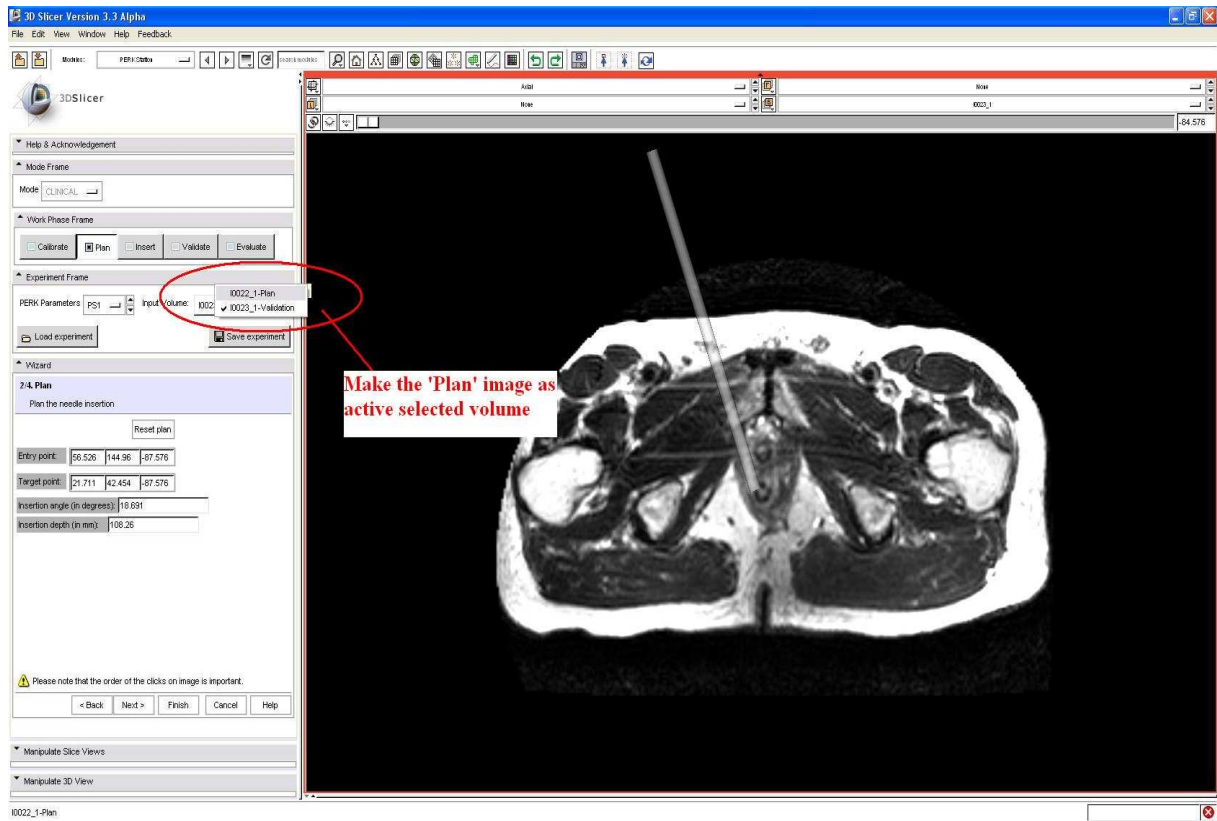 3D Slicer Version 3.3 Alpha
File Edit View Window Help Feedback
Modules: PERK Station search modules
3DSlicer
Axial None
None I0023_1
-84.576
Help & Acknowledgement
Mode Frame
Mode CLINICAL
Work Phase Frame
Calibrate Plan Insert Validate Evaluate
Experiment Frame
I0022_1-Plan
PERK Parameters PS1 Input Volume: I002
I0023_1-Validation
Load experiment Save experiment
Wizard
2/4. Plan
Plan the needle insertion
Make the 'Plan' image as
active selected volume
Reset plan
Entry point: 56.526 144.96 -87.576
Target point: 21.711 42.454 -87.576
Insertion angle (in degrees): 18.691
Insertion depth (in mm): 108.26
Please note that the order of the clicks on image is important.
< Back Next > Finish Cancel Help
Manipulate Slice Views
Manipulate 3D View
I0022_1-Plan